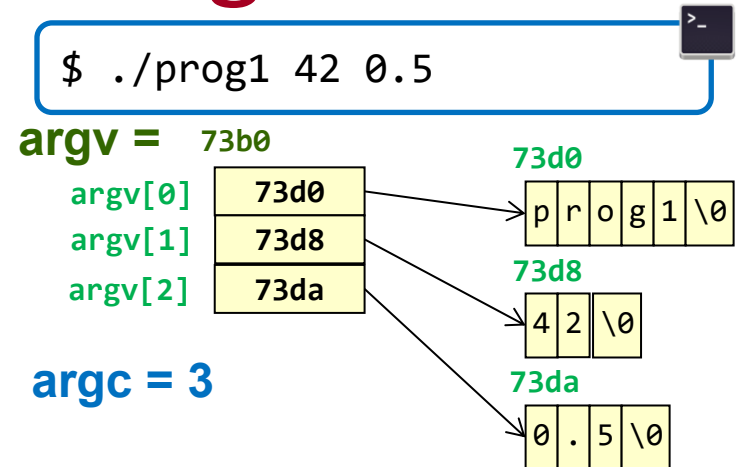 $ ./prog1 42 0.5
>_
argv = 73b0
73d0
argv[0] 73d0
p r o g 1 \0
argv[1] 73d8
73d8
argv[2] 73da
4 2 \0
argc = 3
73da
0 . 5 \0